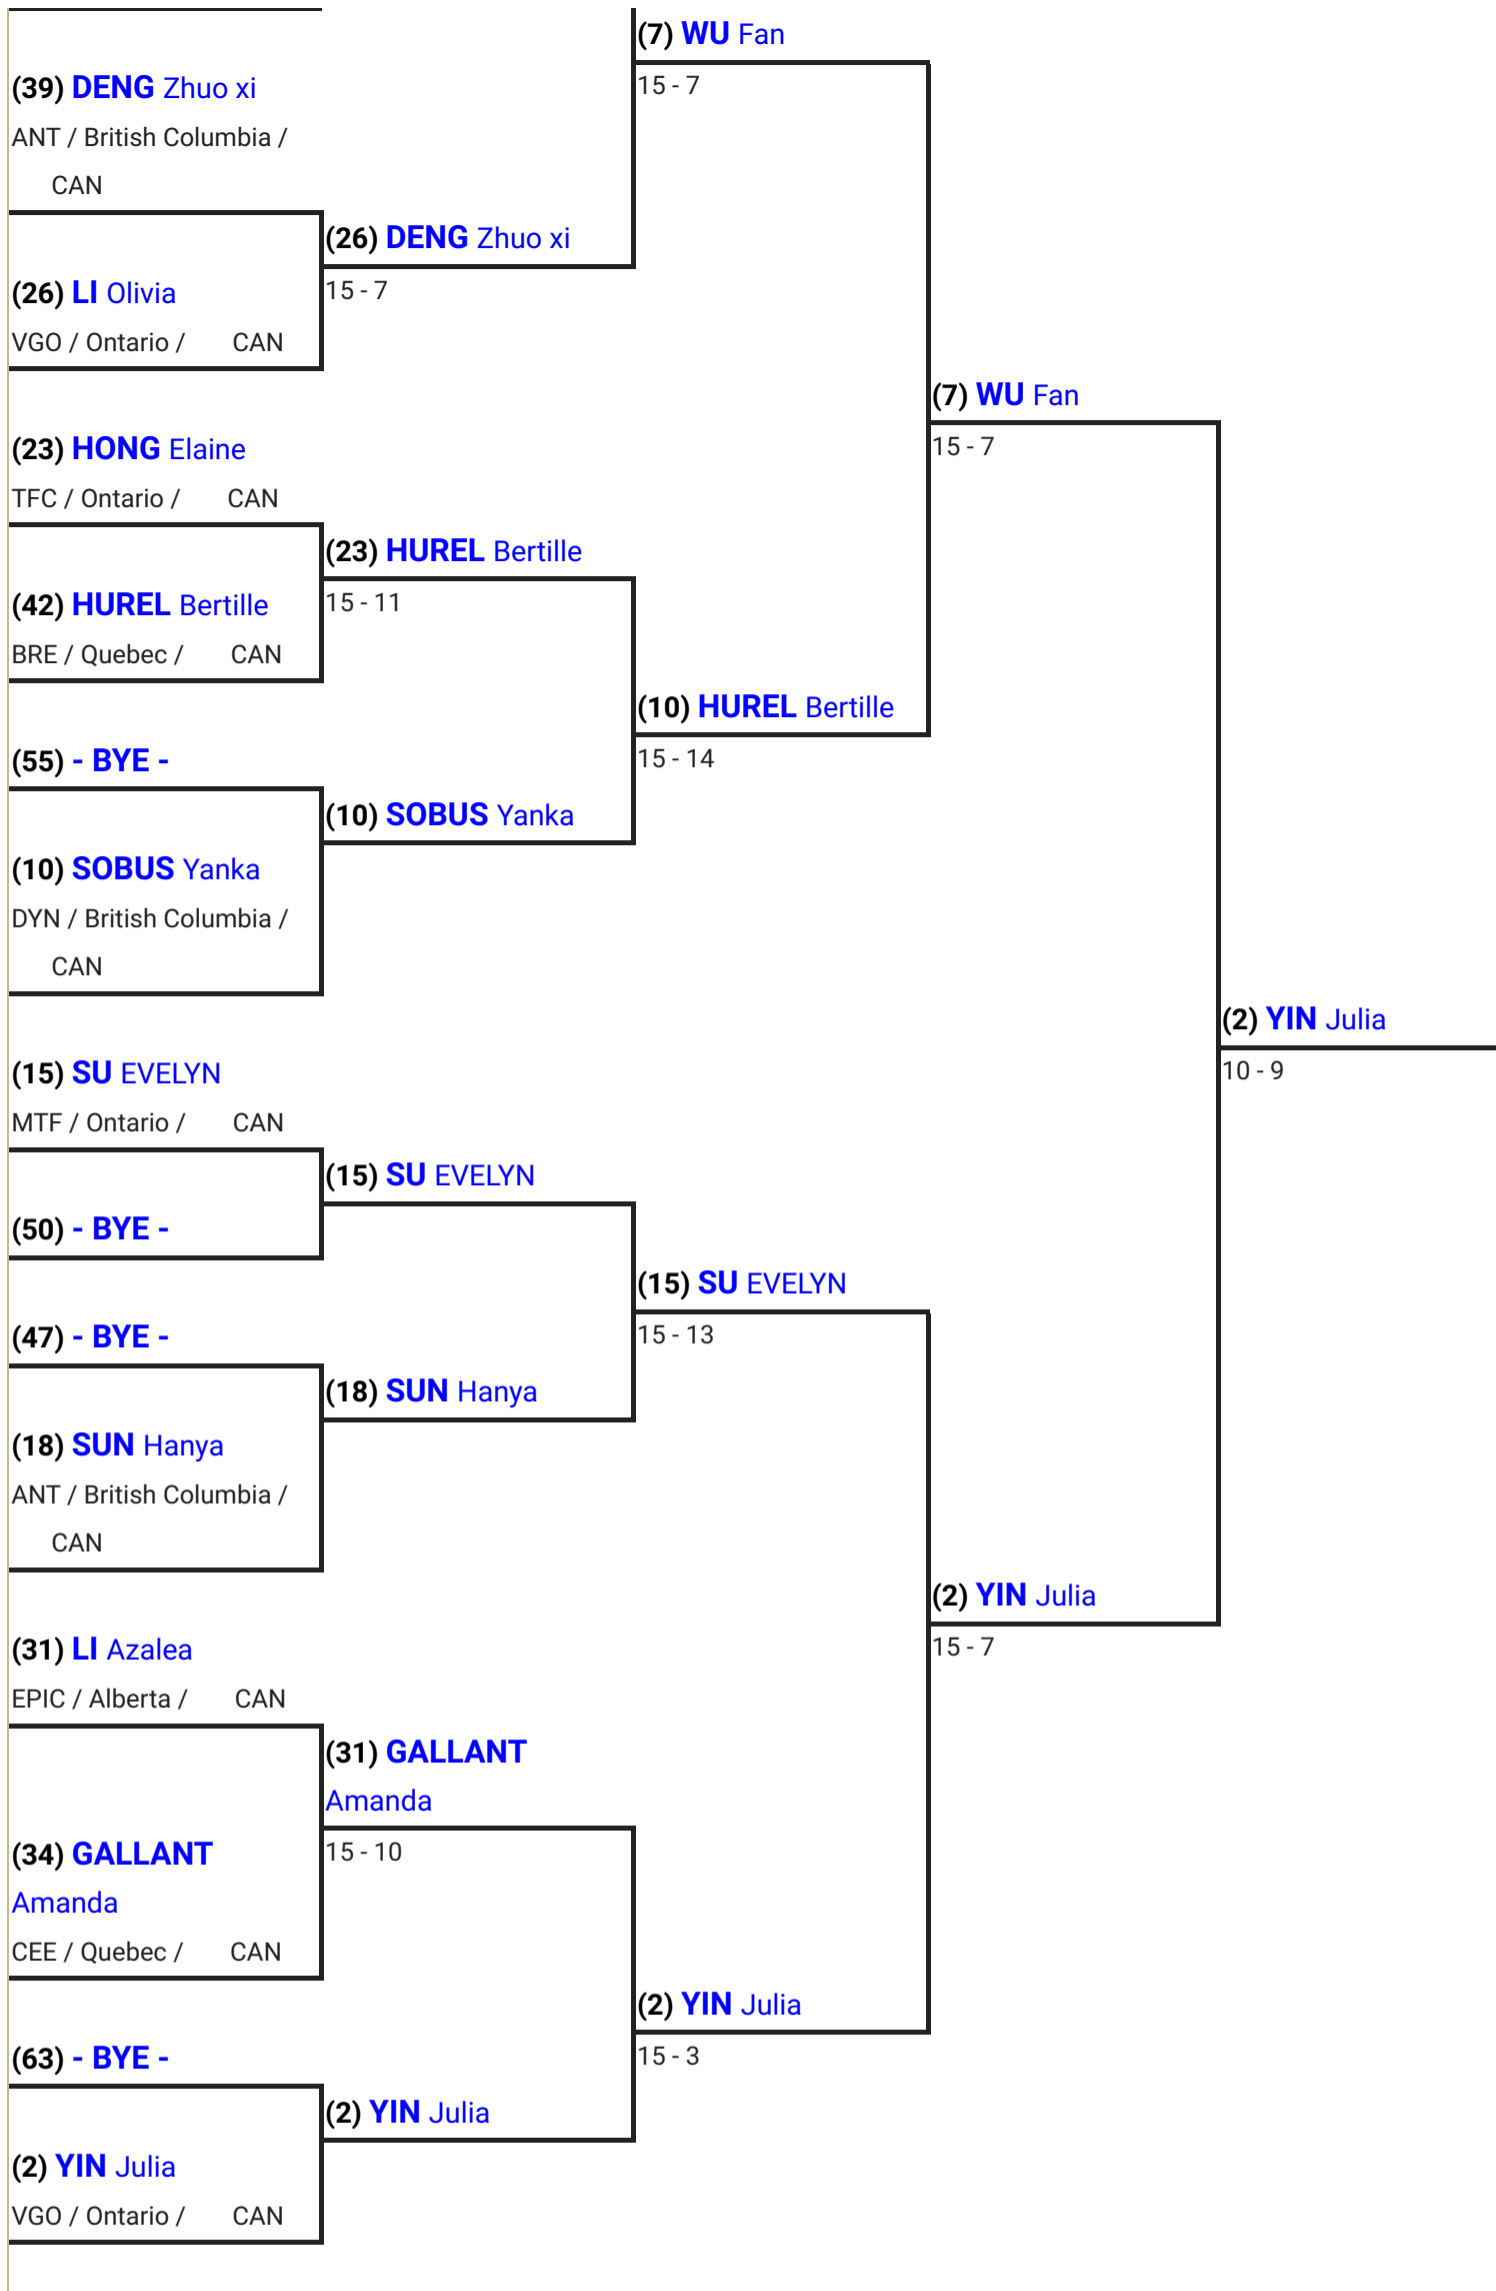 (39) DENG Zhuo xi
ANT / British Columbia /
CAN
(26) LI Olivia
VGO / Ontario / CAN
(23) HONG Elaine
TFC / Ontario / CAN
(42) HUREL Bertille
BRE / Quebec / CAN
(55) - BYE -
(10) SOBUS Yanka
DYN / British Columbia /
CAN
(15) SU EVELYN
MTF / Ontario / CAN
(50) - BYE -
(47) - BYE -
(18) SUN Hanya
ANT / British Columbia /
CAN
(31) LI Azalea
EPIC / Alberta / CAN
(34) GALLANT
Amanda
CEE / Quebec / CAN
(63) - BYE -
(2) YIN Julia
VGO / Ontario / CAN
(26) DENG Zhuo xi
15 - 7
(23) HUREL Bertille
15 - 11
(10) SOBUS Yanka
(15) SU EVELYN
(18) SUN Hanya
(31) GALLANT
Amanda
15 - 10
(2) YIN Julia
(7) WU Fan
15 - 7
(10) HUREL Bertille
15 - 14
(15) SU EVELYN
15 - 13
(2) YIN Julia
15 - 3
(7) WU Fan
15 - 7
(2) YIN Julia
15 - 7
(2) YIN Julia
10 - 9